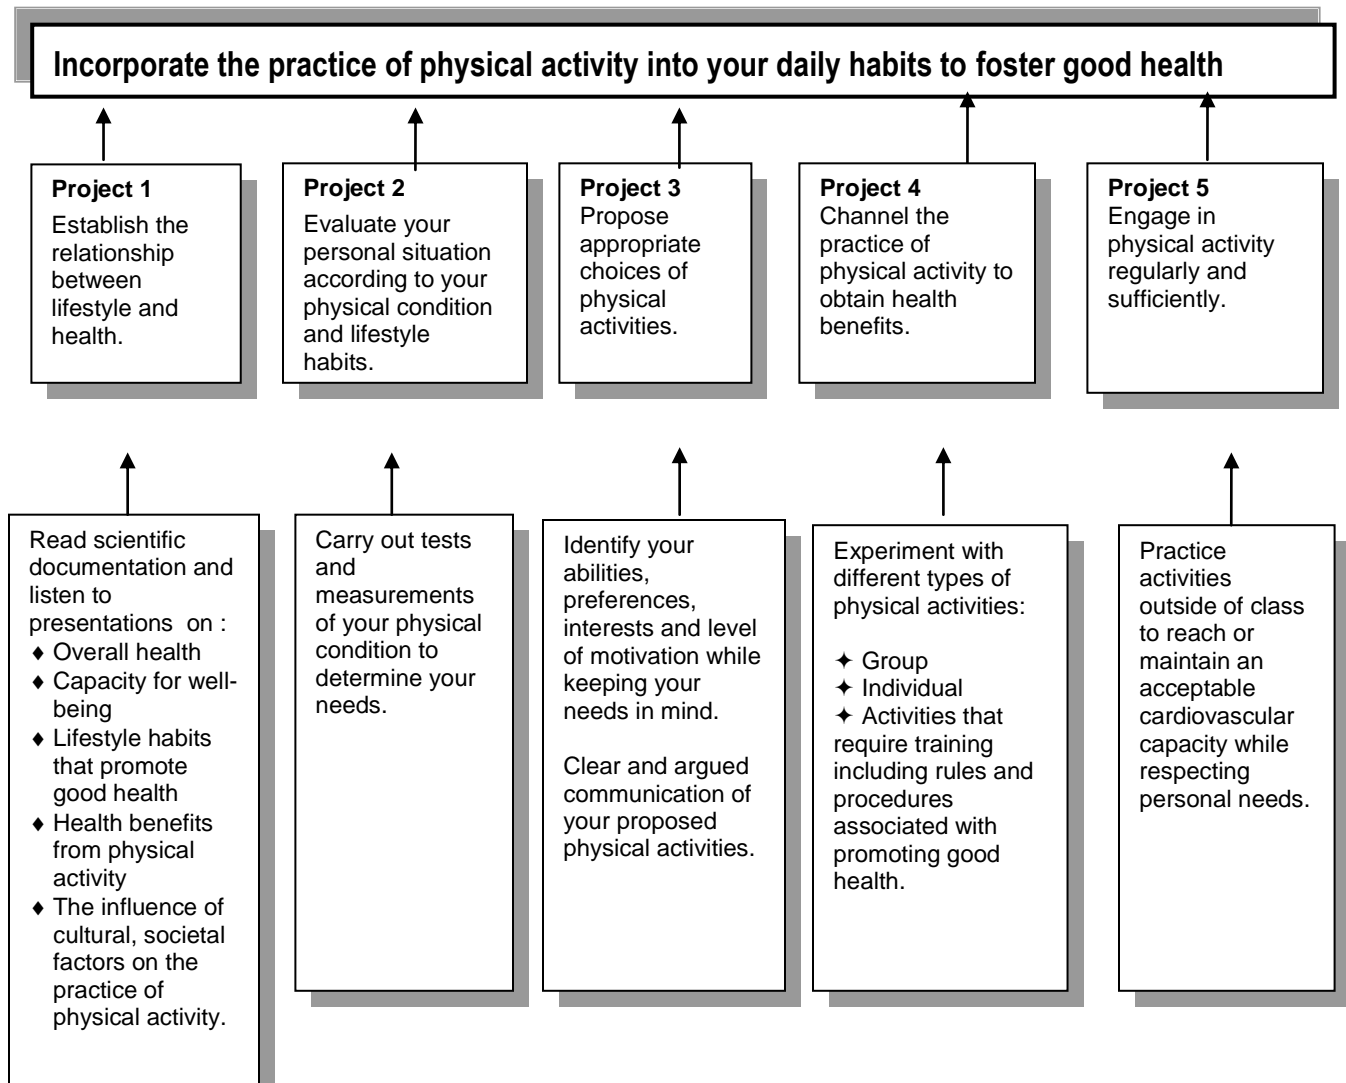 Incorporate the practice of physical activity into your daily habits to foster good health
Project 1
Establish the
relationship
between
lifestyle and
health.
Project 2
Evaluate your
personal situation
according to your
physical condition
and lifestyle
habits.
Project 3
Propose
appropriate
choices of
physical
activities.
Project 4
Channel the
practice of
physical activity to
obtain health
benefits.
Project 5
Engage in
physical activity
regularly and
sufficiently.
Read scientific
documentation and
listen to
presentations on :
♦ Overall health
♦ Capacity for well-
being
♦ Lifestyle habits
that promote
good health
♦ Health benefits
from physical
activity
♦ The influence of
cultural, societal
factors on the
practice of
physical activity.
Carry out tests
and
measurements
of your physical
condition to
determine your
needs.
Identify your
abilities,
preferences,
interests and level
of motivation while
keeping your
needs in mind.
Clear and argued
communication of
your proposed
physical activities.
Experiment with
different types of
physical activities:
✦ Group
✦ Individual
✦ Activities that
require training
including rules and
procedures
associated with
promoting good
health.
Practice
activities
outside of class
to reach or
maintain an
acceptable
cardiovascular
capacity while
respecting
personal needs.